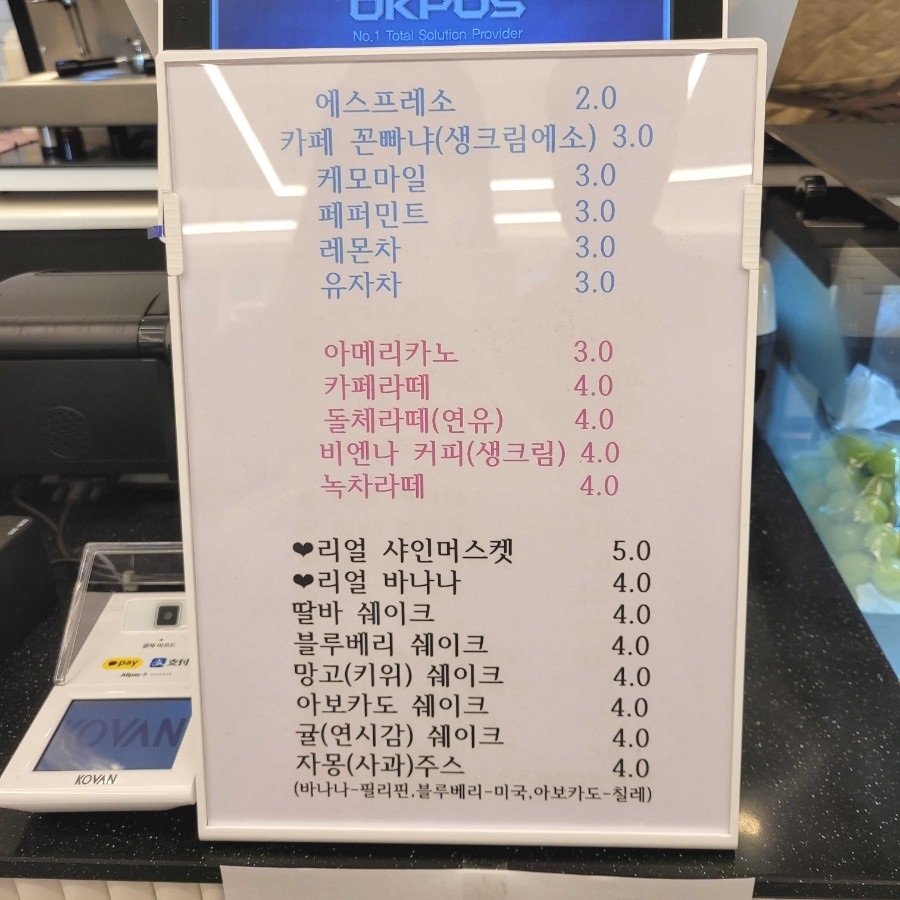 OKPOS
No.1 Total Solution Provider
에스프레소 2.0
카페 꼰빠냐(생크림에소) 3.0
케모마일 3.0
페퍼민트 3.0
레몬차 3.0
유자차 3.0
아메리카노 3.0
카페라떼 4.0
돌체라떼(연유) 4.0
비엔나 커피(생크림) 4.0
녹차라떼 4.0
❤리얼 샤인머스켓 5.0
❤리얼 바나나 4.0
딸바 쉐이크 4.0
블루베리 쉐이크 4.0
망고(키위) 쉐이크 4.0
아보카도 쉐이크 4.0
귤(연시감) 쉐이크 4.0
자몽(사과)주스 4.0
(바나나-필리핀,블루베리-미국,아보카도-칠레)
pay 支付
Alipay+
KOVAN
KOVAN